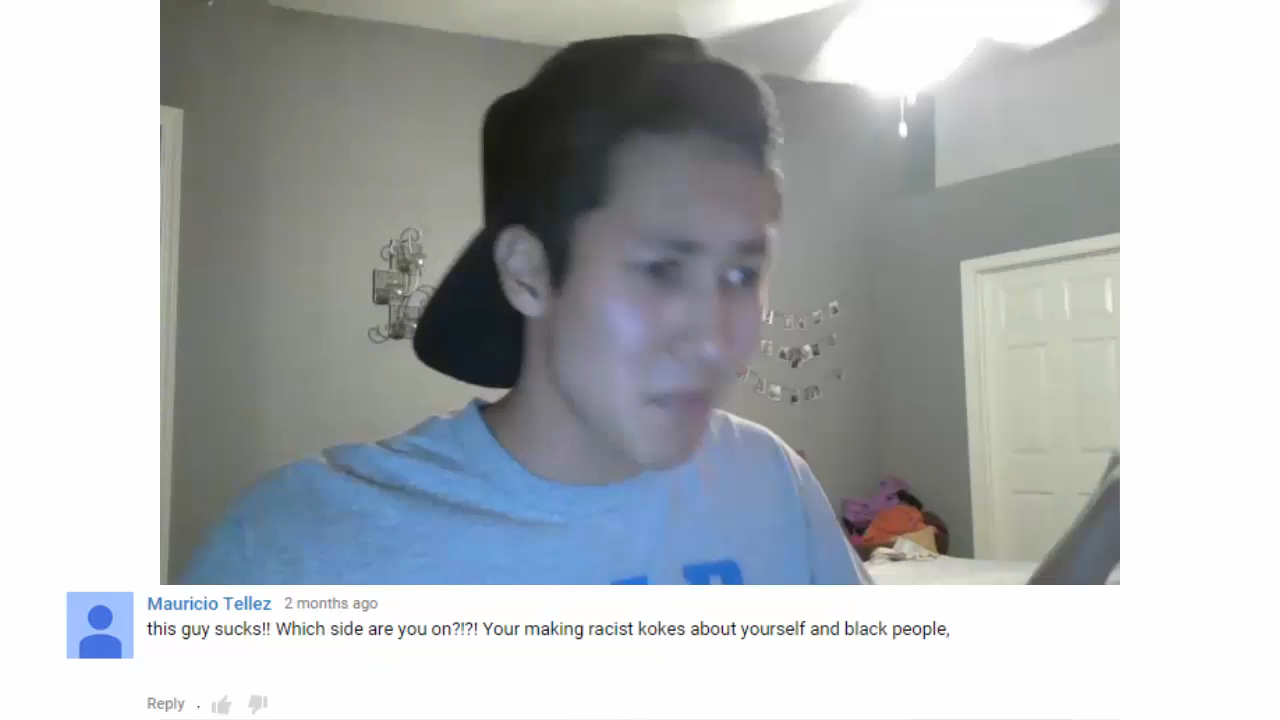 Mauricio Tellez 2 months ago
this guy sucks!! Which side are you on?!?! Your making racist kokes about yourself and black people,
Reply .